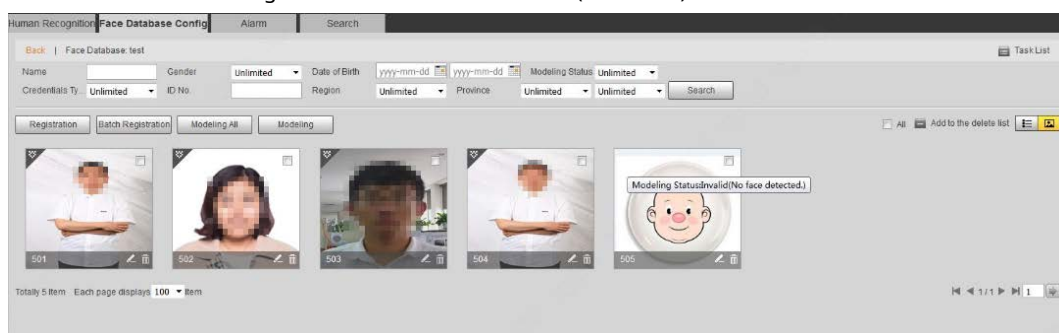 Human Recognition Face Database Config Alarm Search
Back | Face Database: test Task List
Name Gender Unlimited Date of Birth yyyy-mm-dd yyyy-mm-dd Modeling Status Unlimited
Credentials Ty... Unlimited ID No. Region Unlimited Province Unlimited Unlimited Search
Registration Batch Registration Modeling All Modeling All Add to the delete list
Modeling Status:Invalid(No face detected.)
501 502 503 504 505
Totally 5 Item Each page displays 100 Item 1/1 1